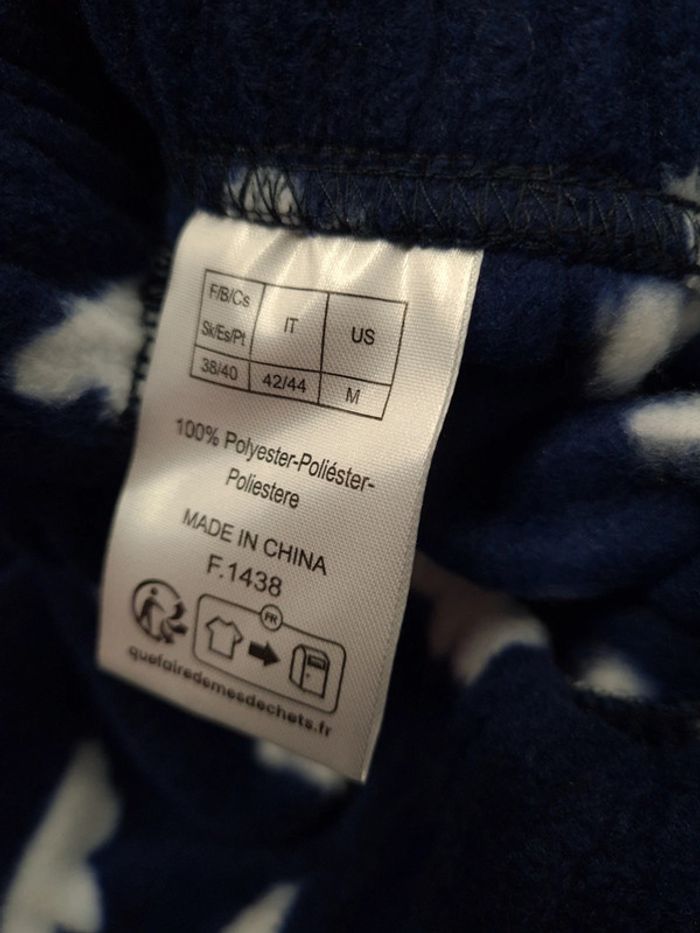 F/B/Cs
Sk/Es/Pt
IT
US
38/40
42/44
M
100% Polyester-Poliéster-
Poliestere
MADE IN CHINA
F.1438
FR
quefairedemesdechets.fr